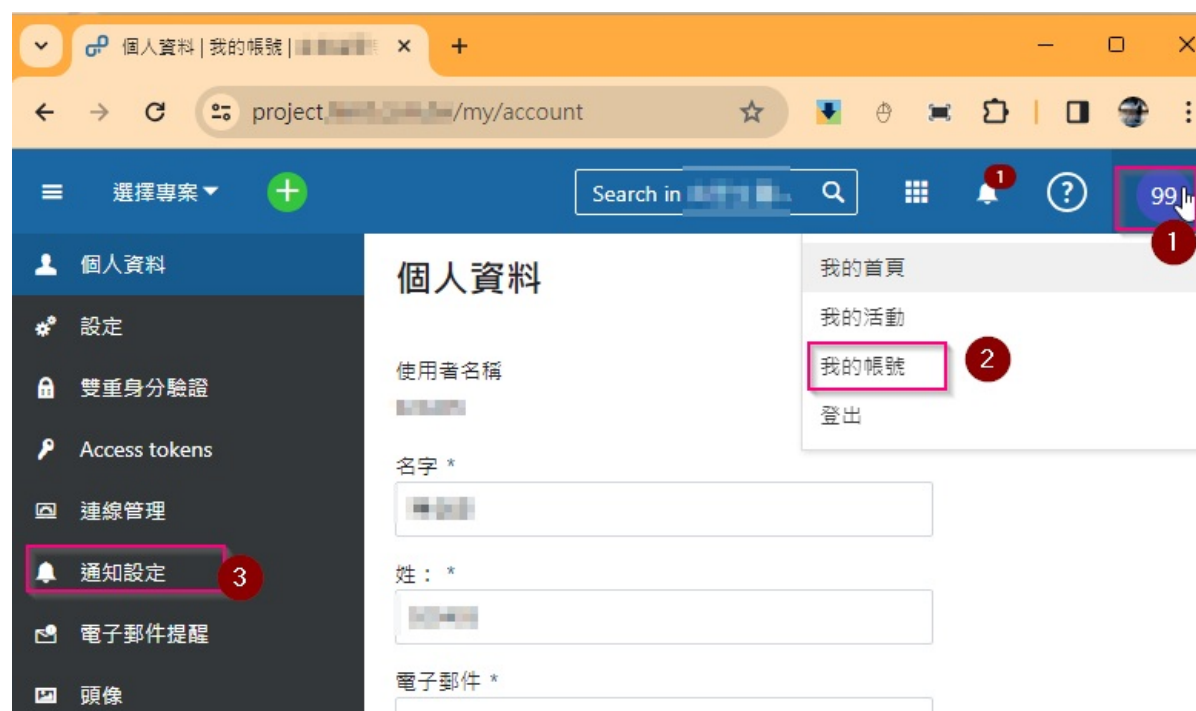 個人資料 | 我的帳號 |
project. /my/account
選擇專案
Search in
1
99
1
個人資料
設定
雙重身分驗證
Access tokens
連線管理
通知設定
3
電子郵件提醒
頭像
個人資料
使用者名稱
名字 *
姓： *
電子郵件 *
我的首頁
我的活動
我的帳號
2
登出